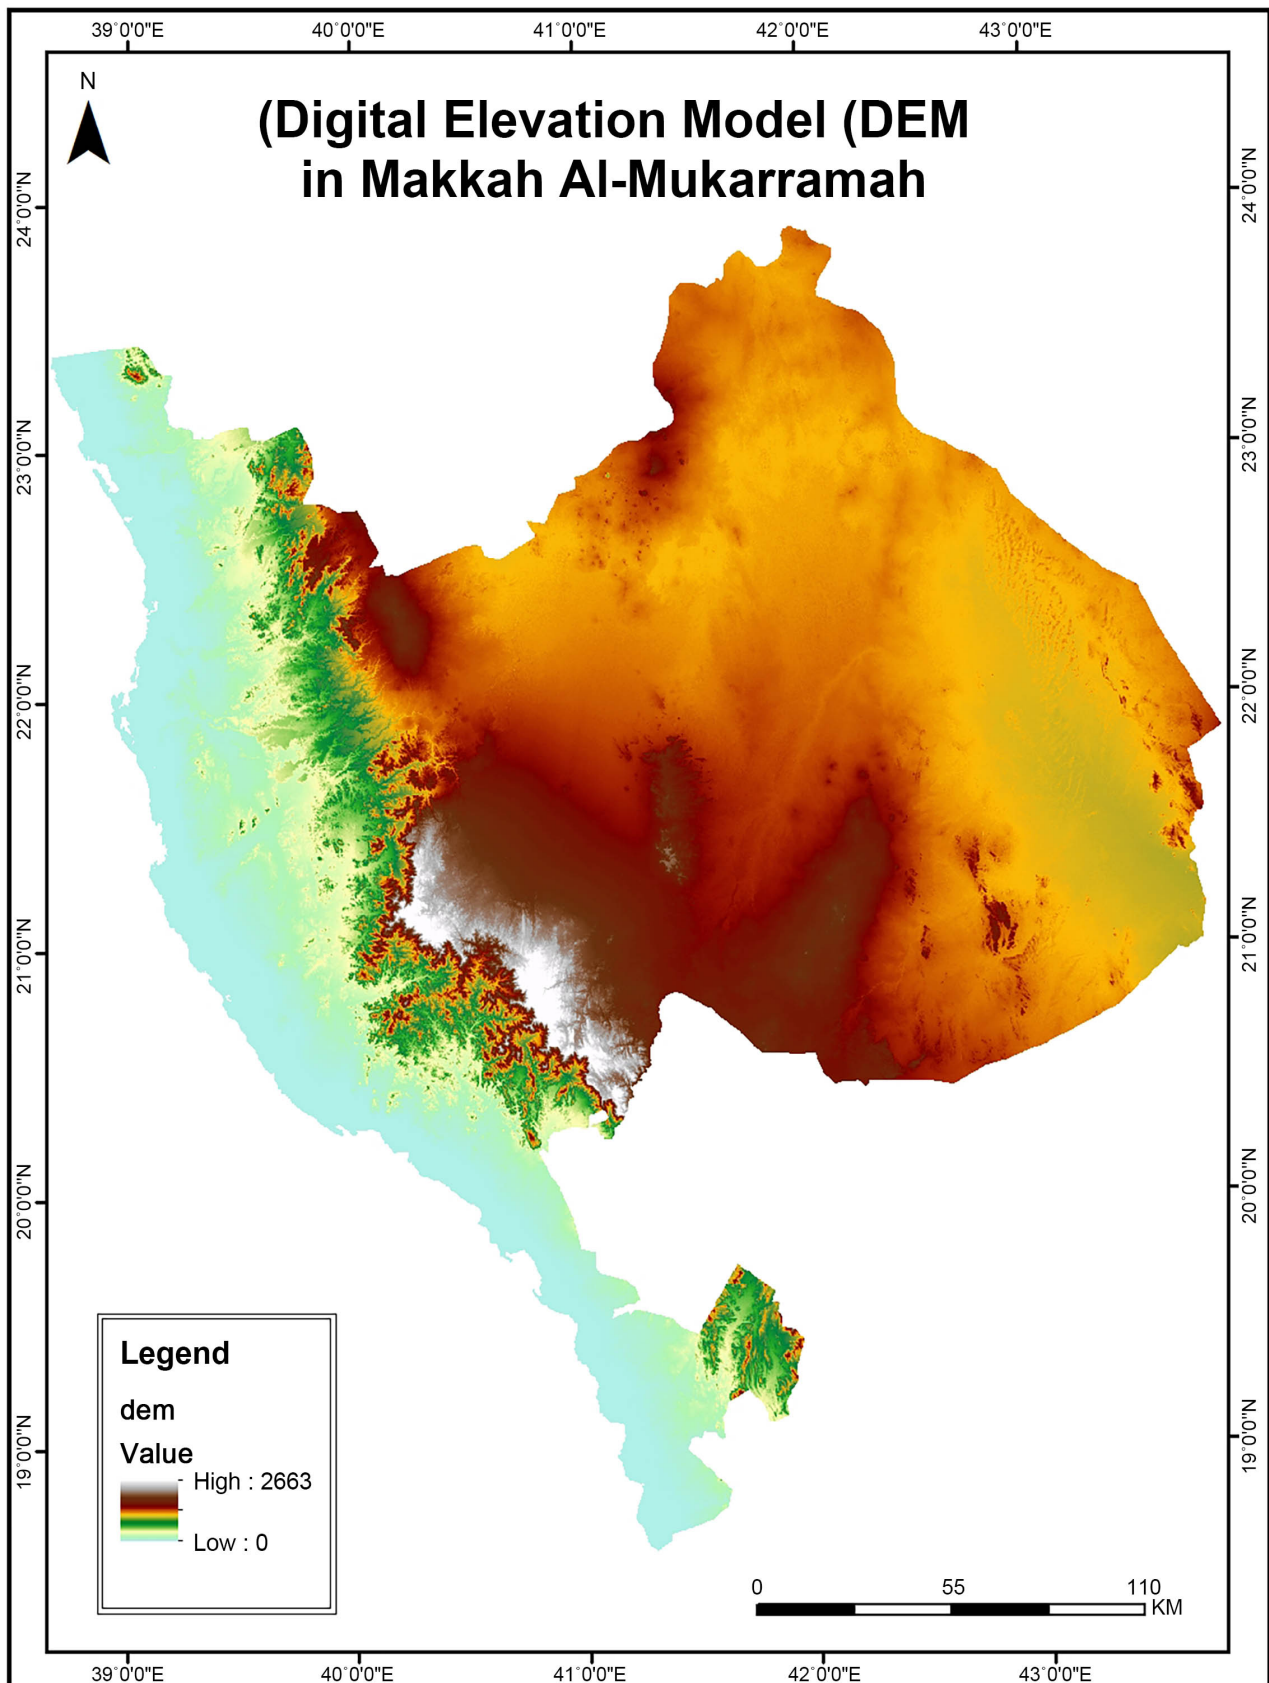 39°0'0"E 40°0'0"E 41°0'0"E 42°0'0"E 43°0'0"E
N
(Digital Elevation Model (DEM
in Makkah Al-Mukarramah
24°0'0"N
23°0'0"N
22°0'0"N
21°0'0"N
20°0'0"N
19°0'0"N
24°0'0"N
23°0'0"N
22°0'0"N
21°0'0"N
20°0'0"N
19°0'0"N
Legend
dem
Value
High : 2663
Low : 0
0 55 110
KM
39°0'0"E 40°0'0"E 41°0'0"E 42°0'0"E 43°0'0"E